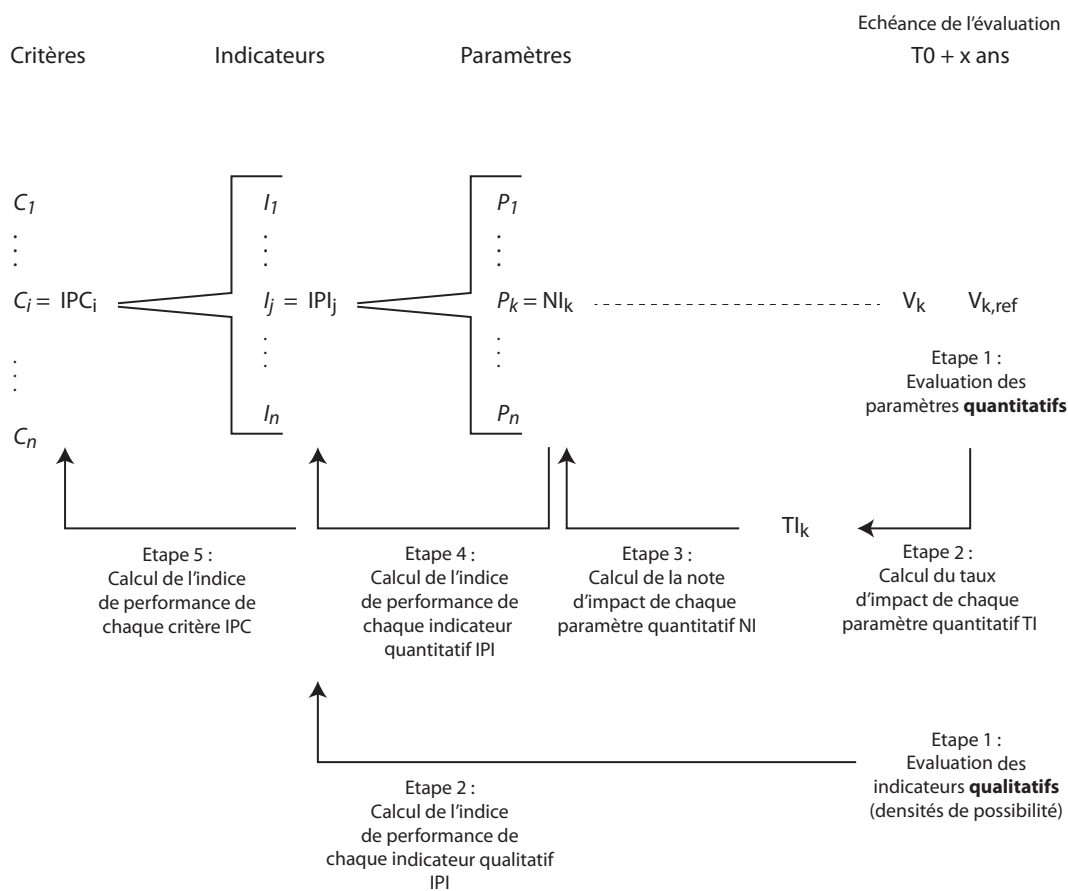 Echéance de l'évaluation
Critères Indicateurs Paramètres T0 + x ans
C1 I1 P1
Ci = IPCi Ij = IPIj Pk = NIk Vk Vk,ref
Etape 1 :
Evaluation des
paramètres quantitatifs
Cn In Pn
TIk
Etape 5 :
Calcul de l'indice
de performance de
chaque critère IPC
Etape 4 :
Calcul de l'indice
de performance de
chaque indicateur
quantitatif IPI
Etape 3 :
Calcul de la note
d'impact de chaque
paramètre quantitatif NI
Etape 2 :
Calcul du taux
d'impact de chaque
paramètre quantitatif TI
Etape 1 :
Evaluation des
indicateurs qualitatifs
(densités de possibilité)
Etape 2 :
Calcul de l'indice
de performance de
chaque indicateur qualitatif
IPI